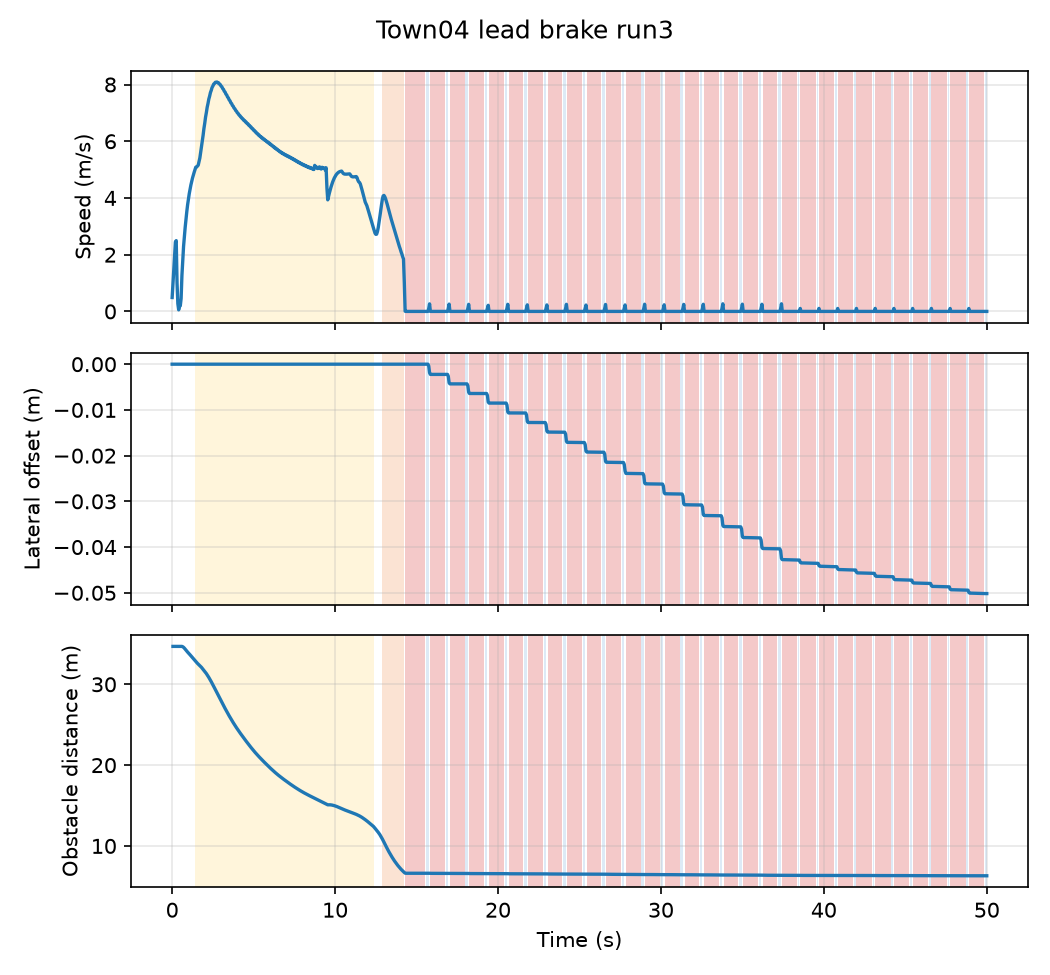 Town04 lead brake run3
Speed (m/s)
8
6
4
2
0
Lateral offset (m)
0.00
−0.01
−0.02
−0.03
−0.04
−0.05
Obstacle distance (m)
30
20
10
0 10 20 30 40 50
Time (s)